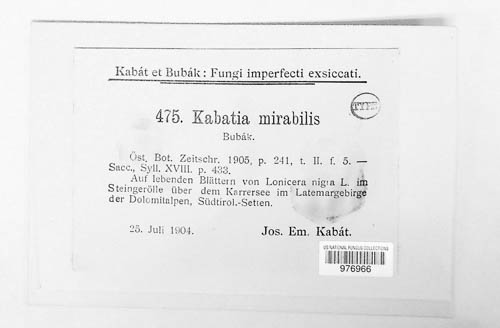 Kabát et Bubák: Fungi imperfecti exsiccati.
TYPE
475. Kabatia mirabilis
Bubák.
Öst. Bot. Zeitschr. 1905, p. 241, t. II. f. 5. —
Sacc., Syll. XVIII. p. 433.
Auf lebenden Blättern von Lonicera nigra L. im
Steingerölle über dem Karrersee im Latemargebirge
der Dolomitalpen, Südtirol.-Setten.
25. Juli 1904. Jos. Em. Kabát.
US NATIONAL FUNGUS COLLECTIONS
976966